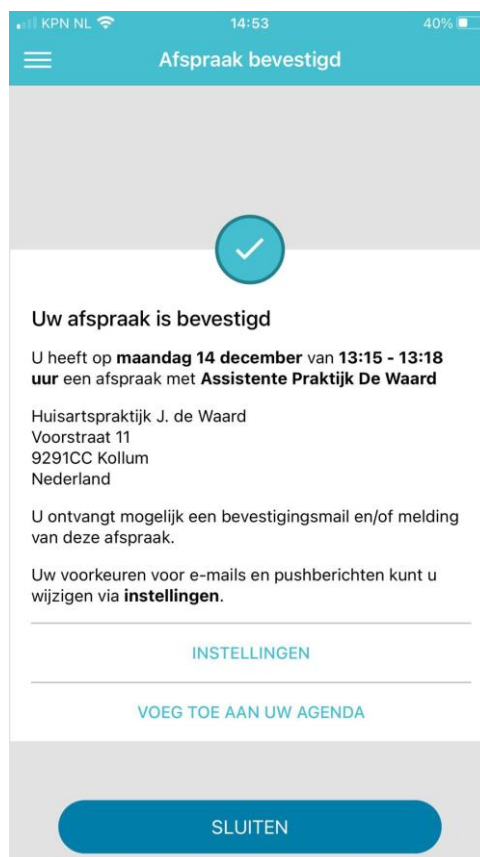 KPN NL 14:53 40%
Afspraak bevestigd
Uw afspraak is bevestigd
U heeft op maandag 14 december van 13:15 - 13:18
uur een afspraak met Assistente Praktijk De Waard
Huisartspraktijk J. de Waard
Voorstraat 11
9291CC Kollum
Nederland
U ontvangt mogelijk een bevestigingsmail en/of melding
van deze afspraak.
Uw voorkeuren voor e-mails en pushberichten kunt u
wijzigen via instellingen.
INSTELLINGEN
VOEG TOE AAN UW AGENDA
SLUITEN